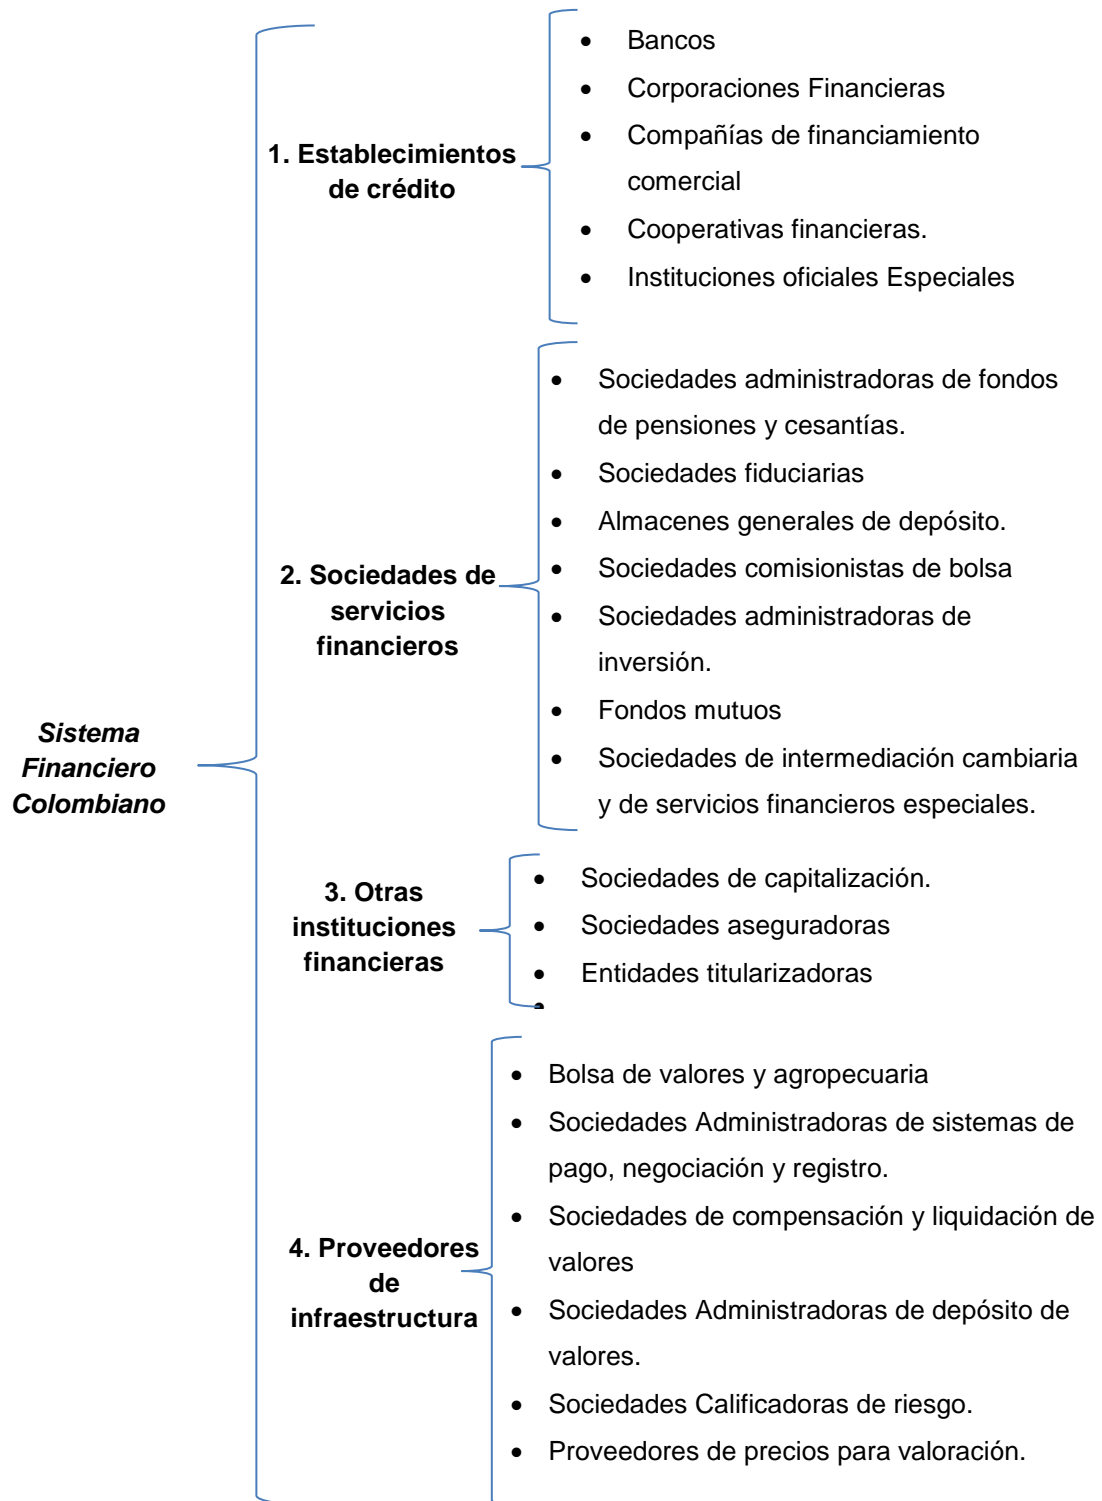 Sistema
Financiero
Colombiano
1. Establecimientos
de crédito
• Bancos
• Corporaciones Financieras
• Compañías de financiamiento
comercial
• Cooperativas financieras.
• Instituciones oficiales Especiales
2. Sociedades de
servicios
financieros
• Sociedades administradoras de fondos
de pensiones y cesantías.
• Sociedades fiduciarias
• Almacenes generales de depósito.
• Sociedades comisionistas de bolsa
• Sociedades administradoras de
inversión.
• Fondos mutuos
• Sociedades de intermediación cambiaria
y de servicios financieros especiales.
3. Otras
instituciones
financieras
• Sociedades de capitalización.
• Sociedades aseguradoras
• Entidades titularizadoras
•
4. Proveedores
de
infraestructura
• Bolsa de valores y agropecuaria
• Sociedades Administradoras de sistemas de
pago, negociación y registro.
• Sociedades de compensación y liquidación de
valores
• Sociedades Administradoras de depósito de
valores.
• Sociedades Calificadoras de riesgo.
• Proveedores de precios para valoración.